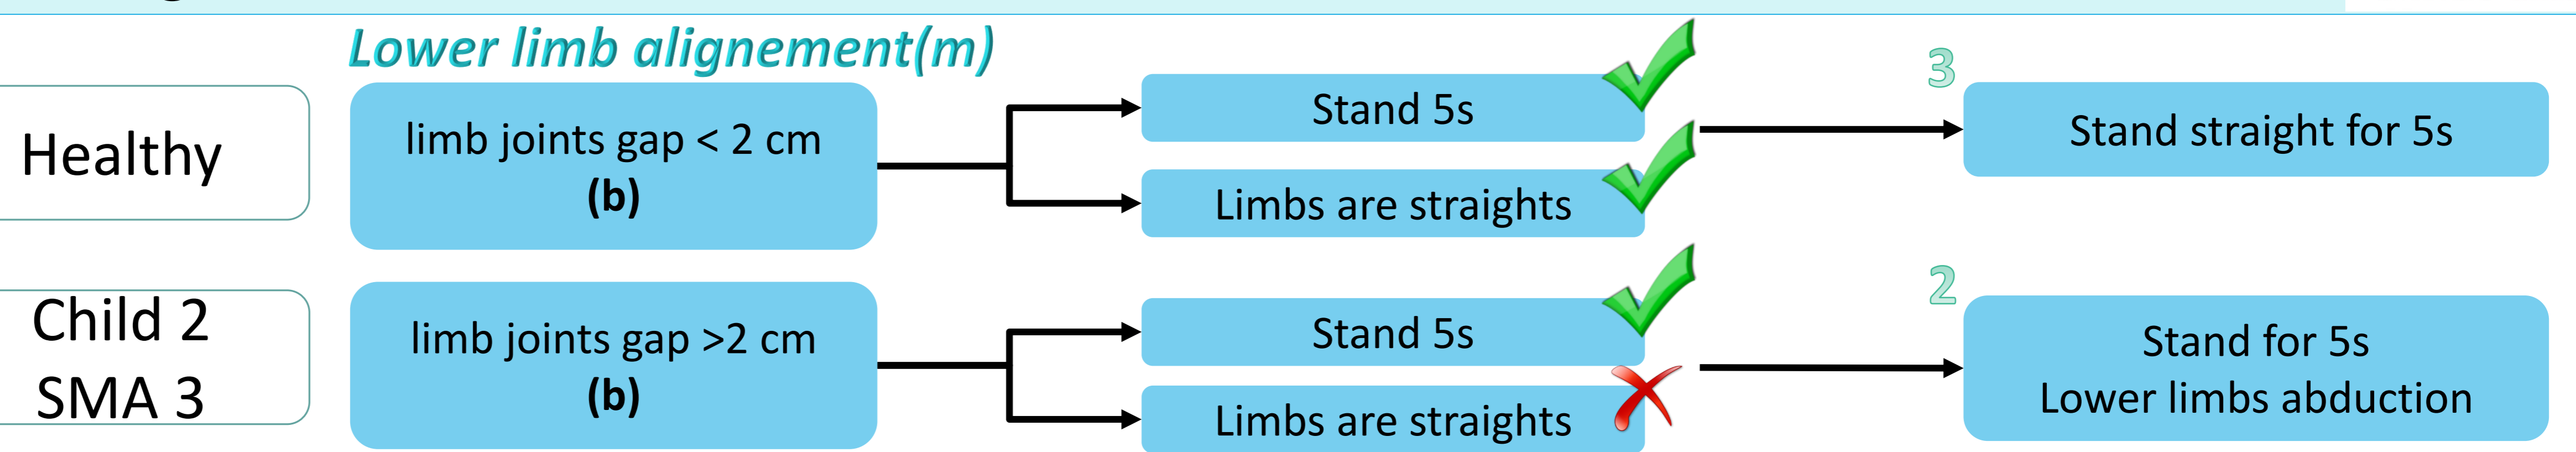 Lower limb alignement(m)
Healthy
limb joints gap < 2 cm
(b)
Stand 5s
Limbs are straights
3
Stand straight for 5s
Child 2
SMA 3
limb joints gap >2 cm
(b)
Stand 5s
Limbs are straights
2
Stand for 5s
Lower limbs abduction